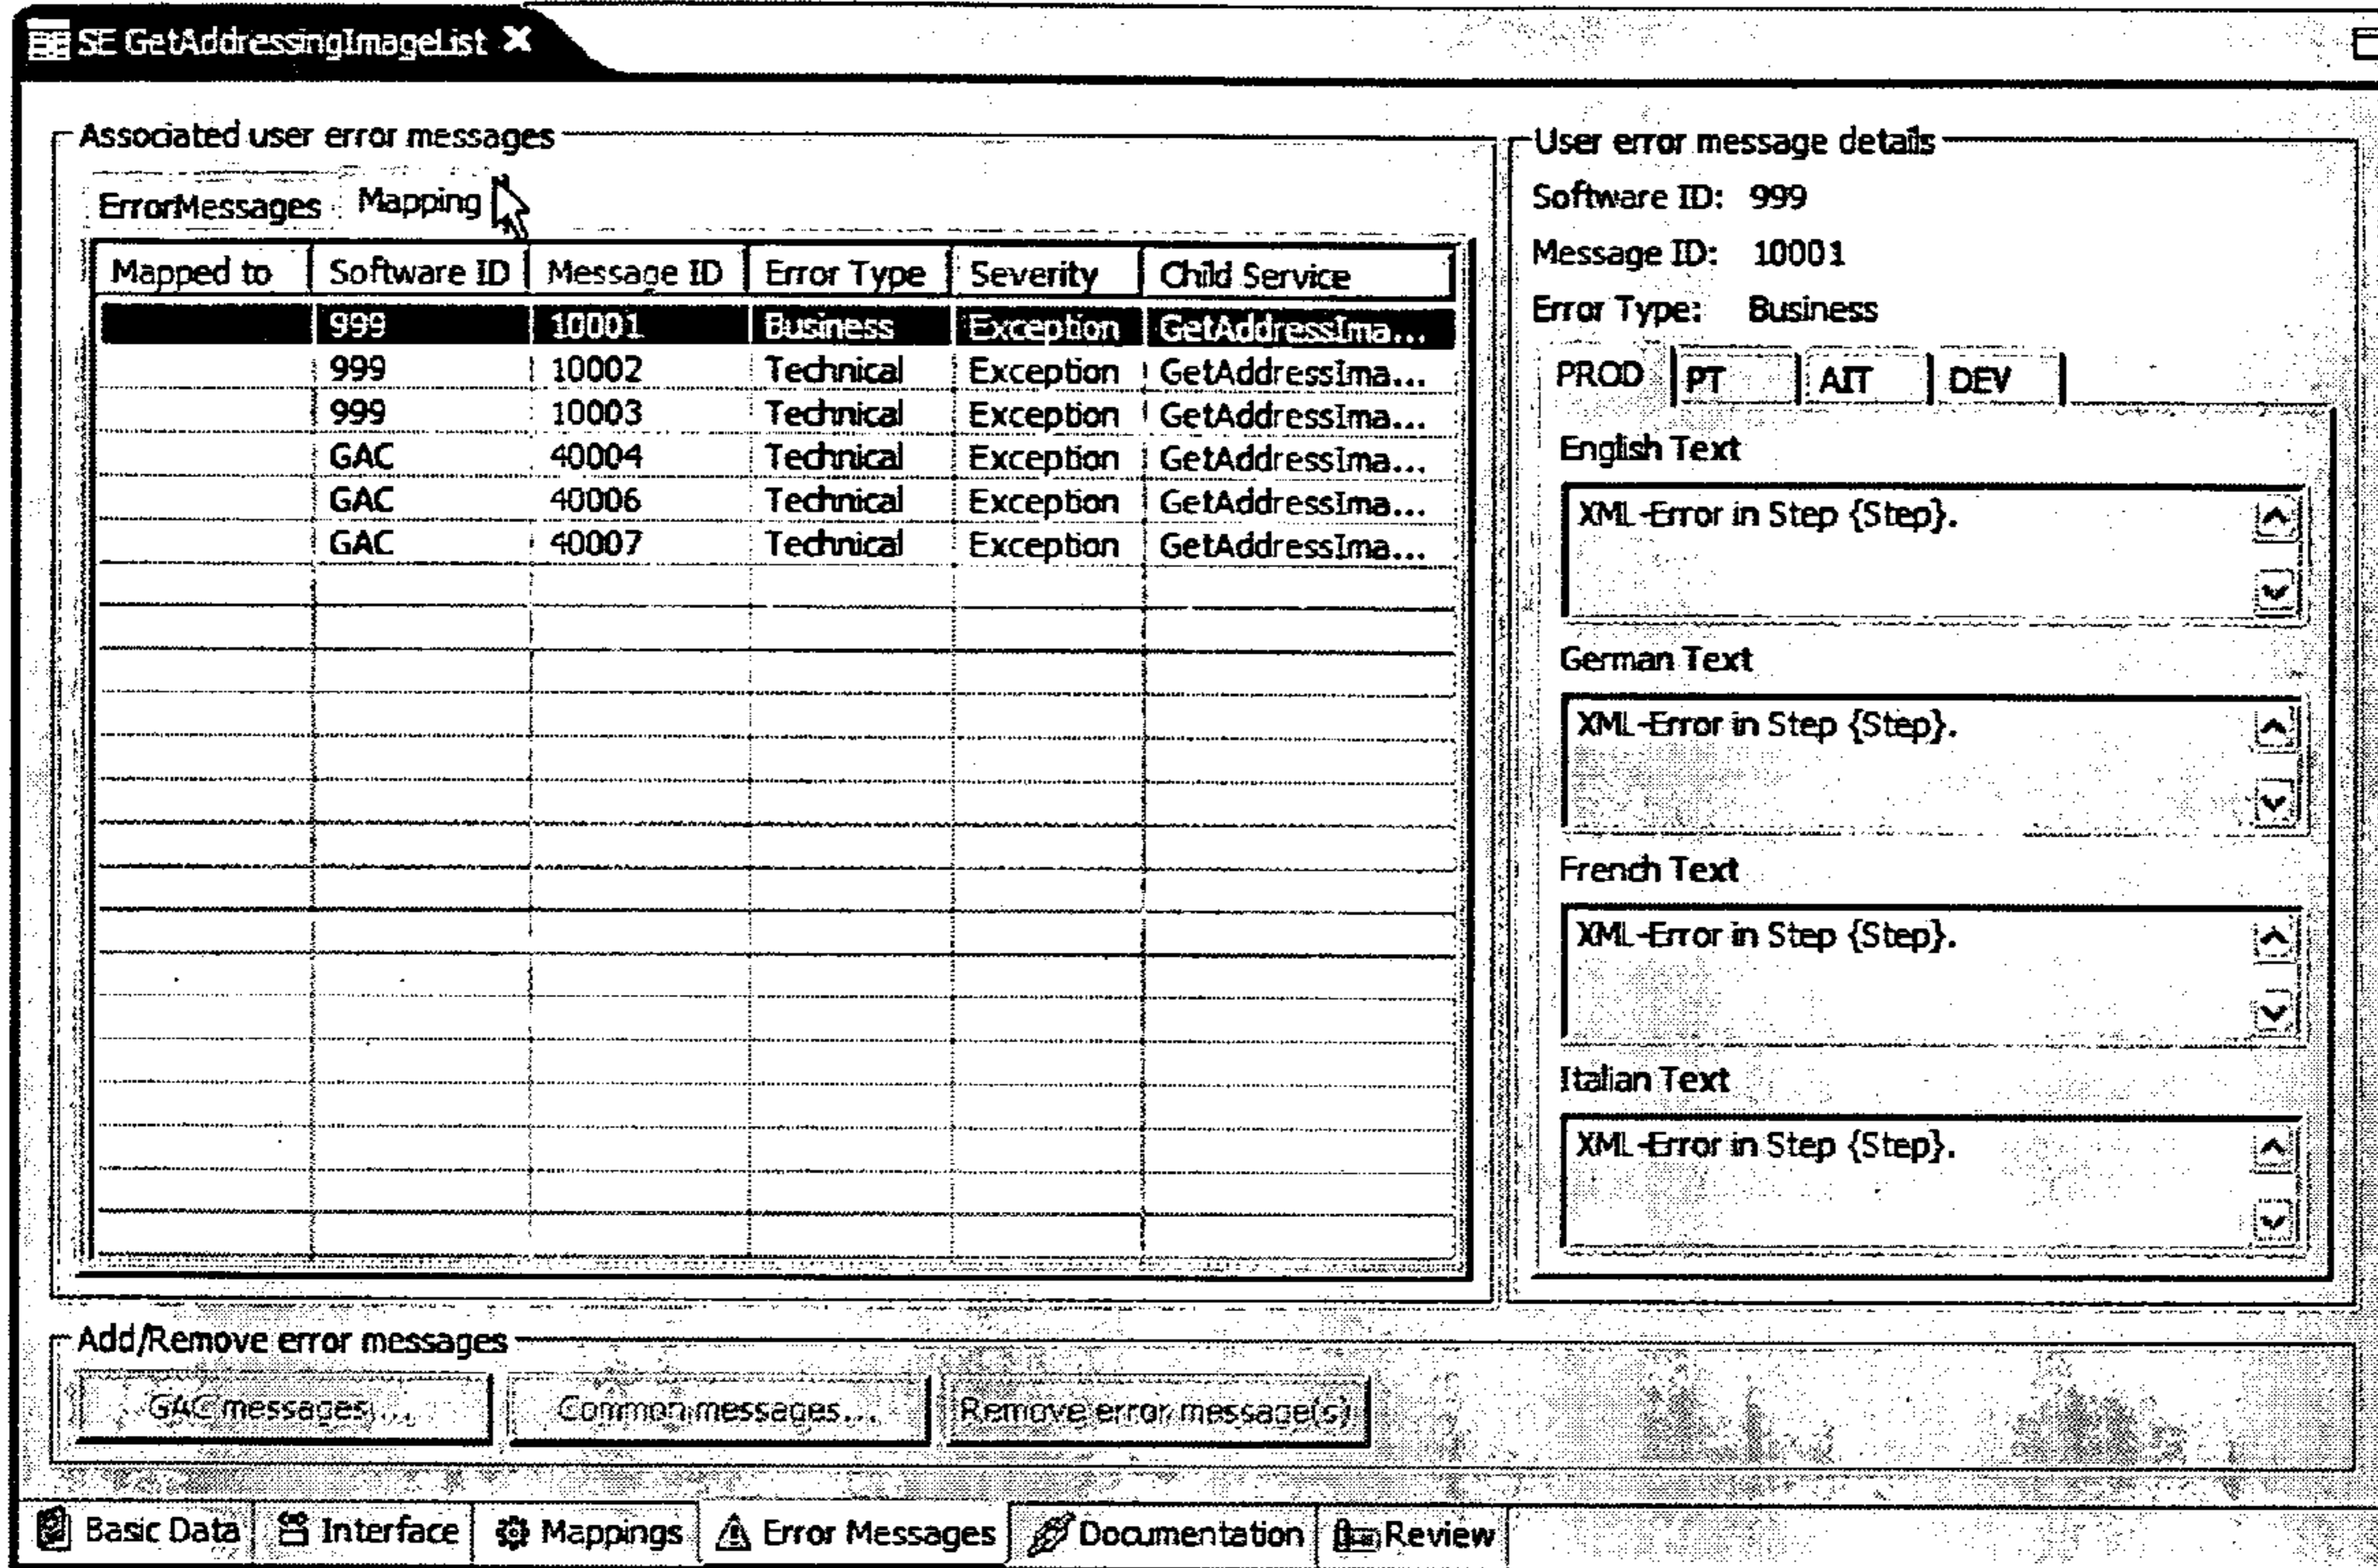 SE GetAddressingImageList
Associated user error messages
ErrorMessages Mapping
Mapped to Software ID Message ID Error Type Severity Child Service
999 10001 Business Exception GetAddressIma...
999 10002 Technical Exception GetAddressIma...
999 10003 Technical Exception GetAddressIma...
GAC 40004 Technical Exception GetAddressIma...
GAC 40006 Technical Exception GetAddressIma...
GAC 40007 Technical Exception GetAddressIma...
User error message details
Software ID: 999
Message ID: 10001
Error Type: Business
PROD PT AIT DEV
English Text
XML-Error in Step {Step}.
German Text
XML-Error in Step {Step}.
French Text
XML-Error in Step {Step}.
Italian Text
XML-Error in Step {Step}.
Add/Remove error messages
GAC messages... Common messages... Remove error message(s)
Basic Data Interface Mappings Error Messages Documentation Review